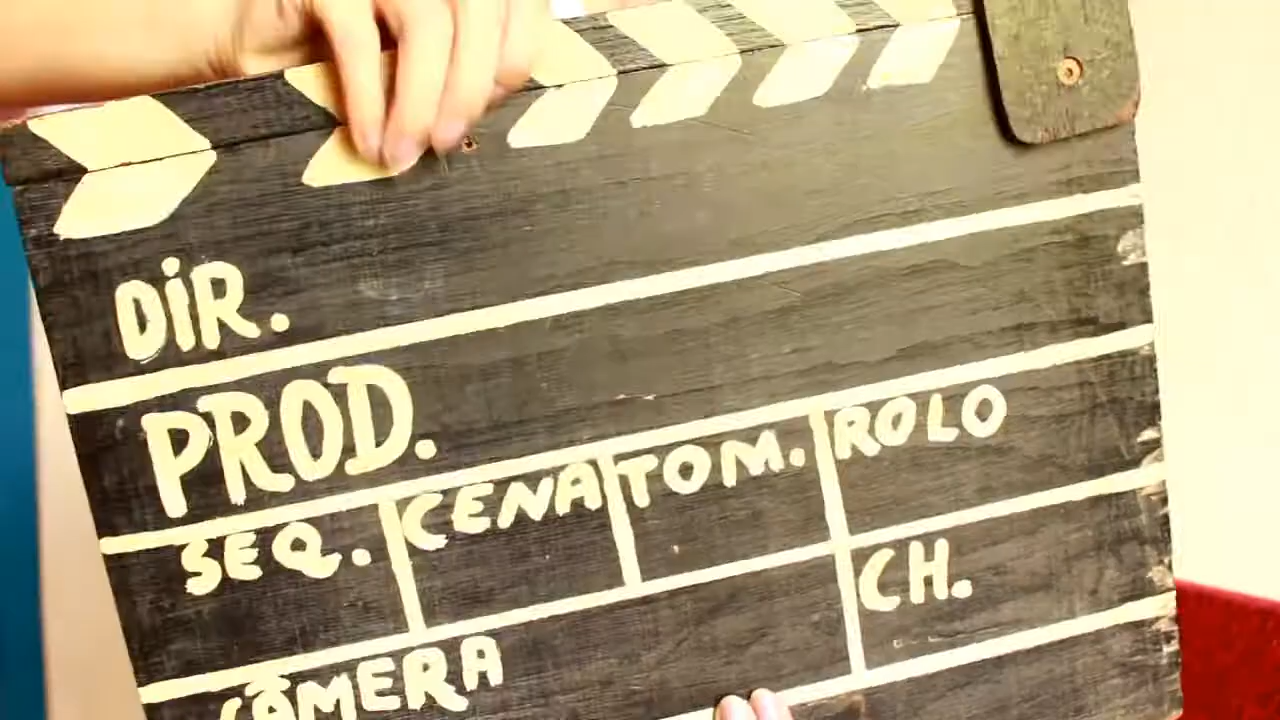 DIR.
PROD.
SEQ. CENA TOM. ROLO
CH.
CÂMERA